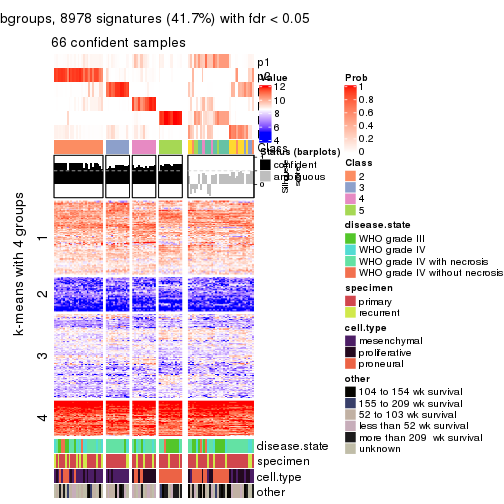 bgroups, 8978 signatures (41.7%) with fdr < 0.05
66 confident samples
p1
value
12
10
8
6
4
Status (barplots)
confident
ambiguous
0
Prob
1
0.8
0.6
0.4
0.2
0
Class
2
3
4
5
disease.state
WHO grade III
WHO grade IV
WHO grade IV with necrosis
WHO grade IV without necrosis
specimen
primary
recurrent
cell.type
mesenchymal
proliferative
proneural
other
104 to 154 wk survival
155 to 209 wk survival
52 to 103 wk survival
less than 52 wk survival
more than 209 wk survival
unknown
k-means with 4 groups
1
2
3
4
disease.state
specimen
cell.type
other